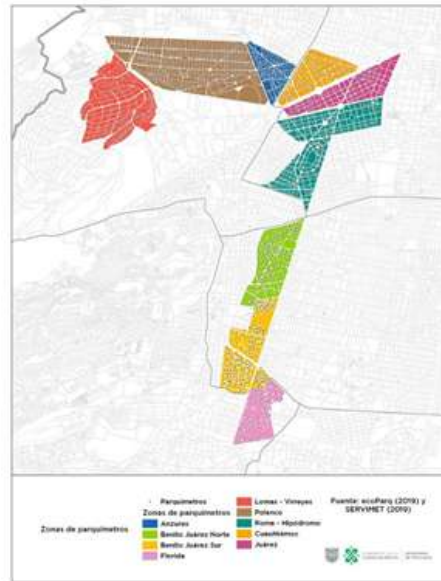 Zonas de parquímetros
Parquímetros
Zonas de parquímetros
Anzures
Benito Juárez Norte
Benito Juárez Sur
Florida
Lomas - Virreyes
Polanco
Roma - Hipódromo
Cuauhtémoc
Juárez
Fuente: ecoParq (2019) y
SERVIMET (2019)